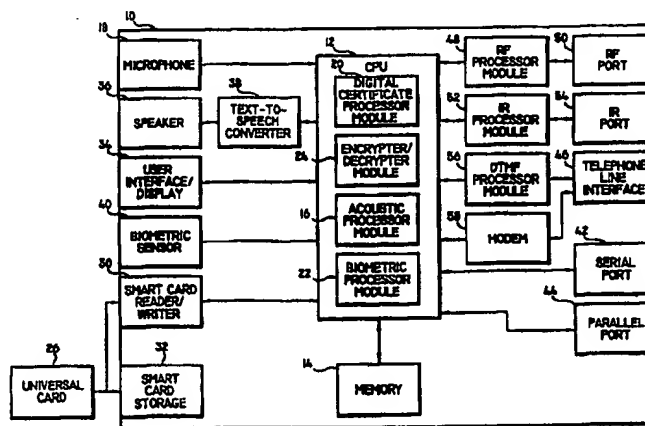 10
18
MICROPHONE
36
SPEAKER
38
TEXT-TO-
SPEECH
CONVERTER
34
USER
INTERFACE/
DISPLAY
40
BIOMETRIC
SENSOR
30
SMART CARD
READER/
WRITER
26
UNIVERSAL
CARD
32
SMART
CARD
STORAGE
12
CPU
20
DIGITAL
CERTIFICATE
PROCESSOR
MODULE
24
ENCRYPTER/
DECRYPTER
MODULE
16
ACOUSTIC
PROCESSOR
MODULE
22
BIOMETRIC
PROCESSOR
MODULE
14
MEMORY
48
RF
PROCESSOR
MODULE
50
RF
PORT
52
IR
PROCESSOR
MODULE
54
IR
PORT
56
DTMF
PROCESSOR
MODULE
46
TELEPHONE
LINE
INTERFACE
58
MODEM
42
SERIAL
PORT
44
PARALLEL
PORT